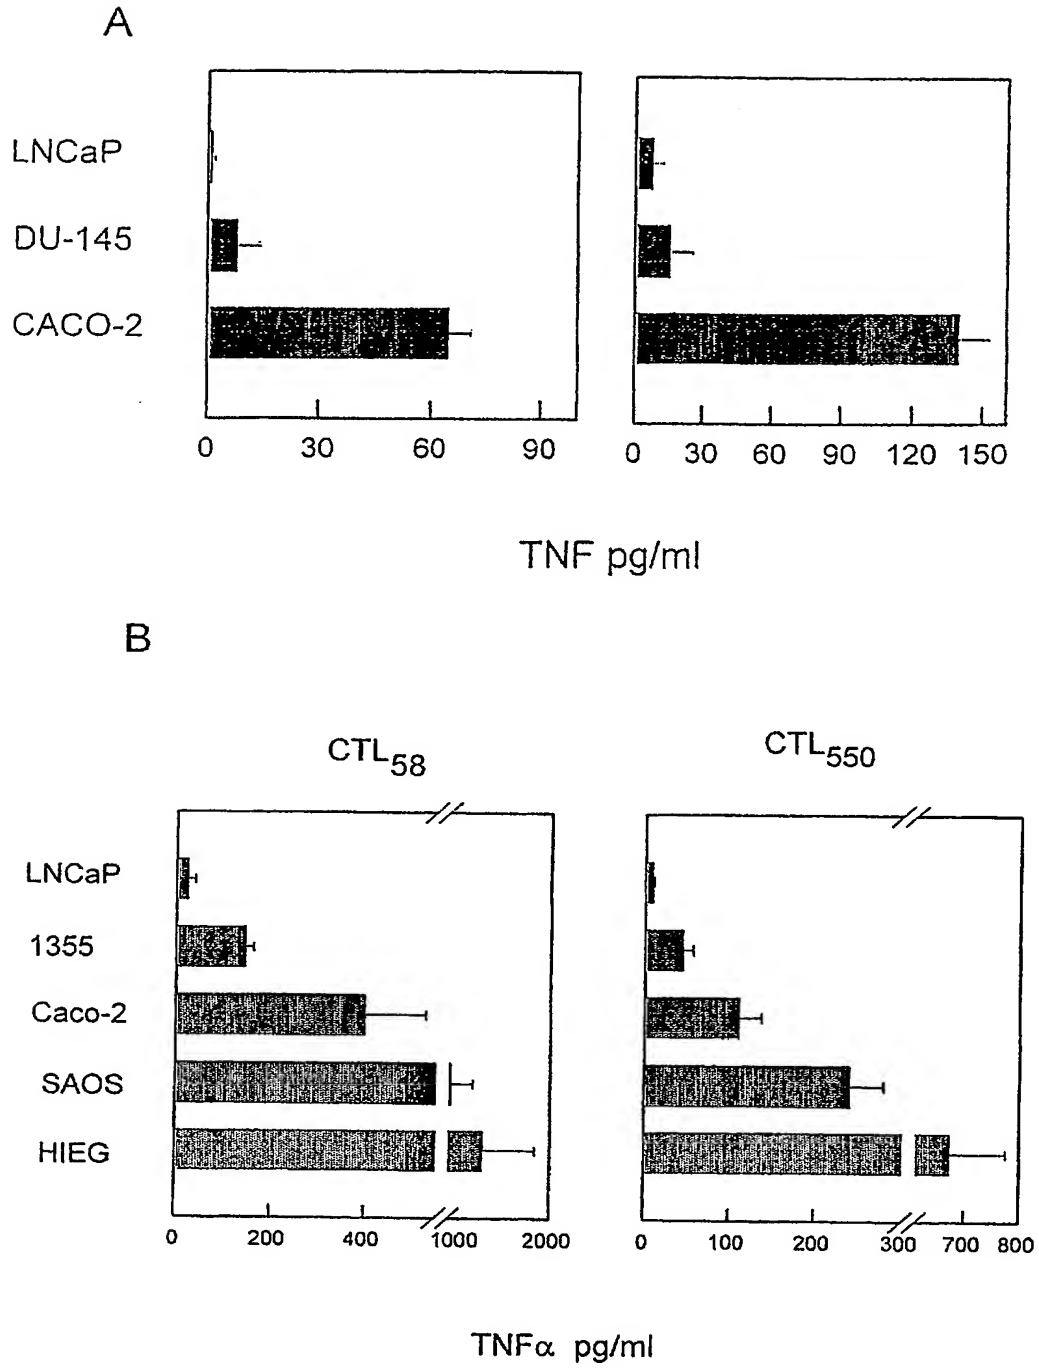 A
LNCaP
DU-145
CACO-2
0 30 60 90
0 30 60 90 120 150
TNF pg/ml
B
CTL58
CTL550
LNCaP
1355
Caco-2
SAOS
HIEG
0 200 400 1000 2000
0 100 200 300 700 800
TNFα pg/ml